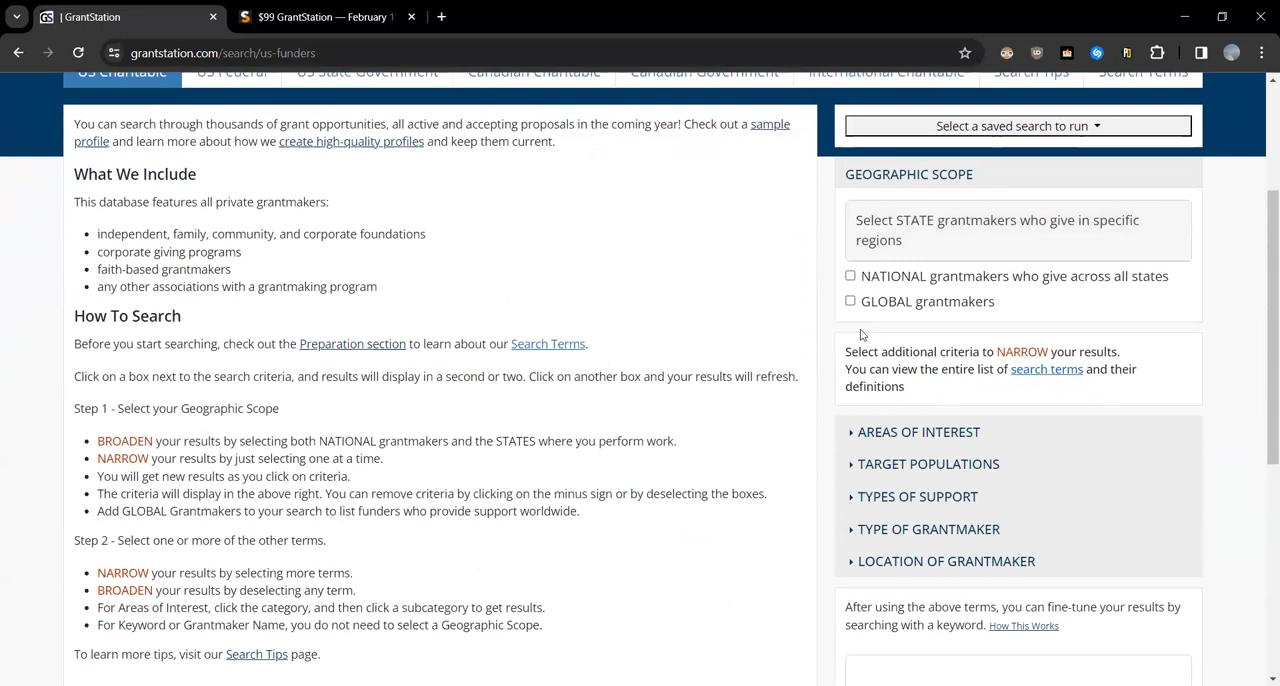 | GrantStation
$99 GrantStation — February 1
grantstation.com/search/us-funders
US Charitable
US Federal
US State Government
Canadian Charitable
Canadian Government
International Charitable
Search Tips
Search Terms
You can search through thousands of grant opportunities, all active and accepting proposals in the coming year! Check out a sample
profile and learn more about how we create high-quality profiles and keep them current.
What We Include
This database features all private grantmakers:
independent, family, community, and corporate foundations
corporate giving programs
faith-based grantmakers
any other associations with a grantmaking program
How To Search
Before you start searching, check out the Preparation section to learn about our Search Terms.
Click on a box next to the search criteria, and results will display in a second or two. Click on another box and your results will refresh.
Step 1 - Select your Geographic Scope
BROADEN your results by selecting both NATIONAL grantmakers and the STATES where you perform work.
NARROW your results by just selecting one at a time.
You will get new results as you click on criteria.
The criteria will display in the above right. You can remove criteria by clicking on the minus sign or by deselecting the boxes.
Add GLOBAL Grantmakers to your search to list funders who provide support worldwide.
Step 2 - Select one or more of the other terms.
NARROW your results by selecting more terms.
BROADEN your results by deselecting any term.
For Areas of Interest, click the category, and then click a subcategory to get results.
For Keyword or Grantmaker Name, you do not need to select a Geographic Scope.
To learn more tips, visit our Search Tips page.
Select a saved search to run
GEOGRAPHIC SCOPE
Select STATE grantmakers who give in specific
regions
NATIONAL grantmakers who give across all states
GLOBAL grantmakers
Select additional criteria to NARROW your results.
You can view the entire list of search terms and their
definitions
AREAS OF INTEREST
TARGET POPULATIONS
TYPES OF SUPPORT
TYPE OF GRANTMAKER
LOCATION OF GRANTMAKER
After using the above terms, you can fine-tune your results by
searching with a keyword. How This Works